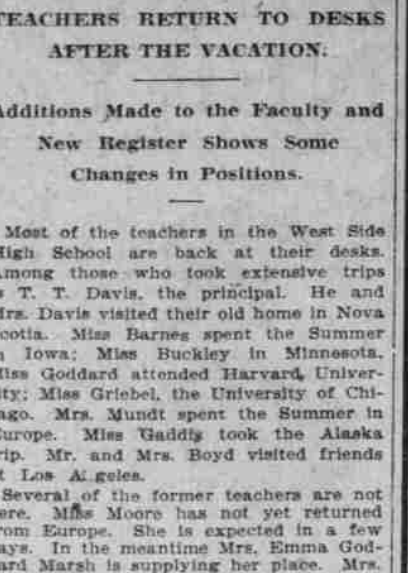 TEACHERS RETURN TO DESKS
AFTER THE VACATION.
Additions Made to the Faculty and
New Register Shows Some
Changes in Positions.
Most of the teachers in the West Side
High School are back at their desks.
Among those who took extensive trips
is T. T. Davis, the principal. He and
Mrs. Davis visited their old home in Nova
Scotia. Miss Barnes spent the Summer
in Iowa; Miss Buckley in Minnesota.
Miss Goddard attended Harvard Univer-
sity; Miss Griebel, the University of Chi-
cago. Mrs. Mundt spent the Summer in
Europe. Miss Gaddis took the Alaska
trip. Mr. and Mrs. Boyd visited friends
at Los Angeles.
Several of the former teachers are not
here. Miss Moore has not yet returned
from Europe. She is expected in a few
days. In the meantime Mrs. Emma God-
dard Marsh is supplying her place. Mrs.